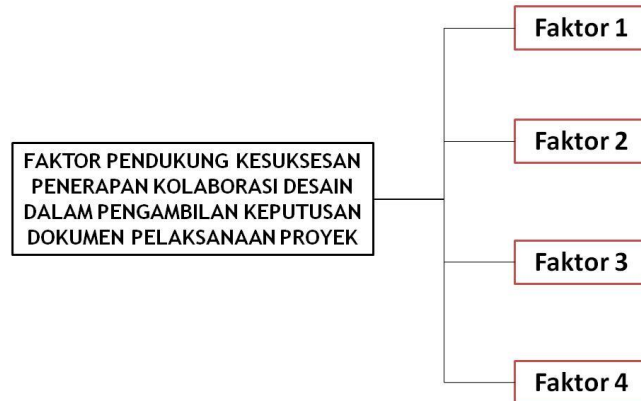 Faktor 1
Faktor 2
FAKTOR PENDUKUNG KESUKSESAN
PENERAPAN KOLABORASI DESAIN
DALAM PENGAMBILAN KEPUTUSAN
DOKUMEN PELAKSANAAN PROYEK
Faktor 3
Faktor 4